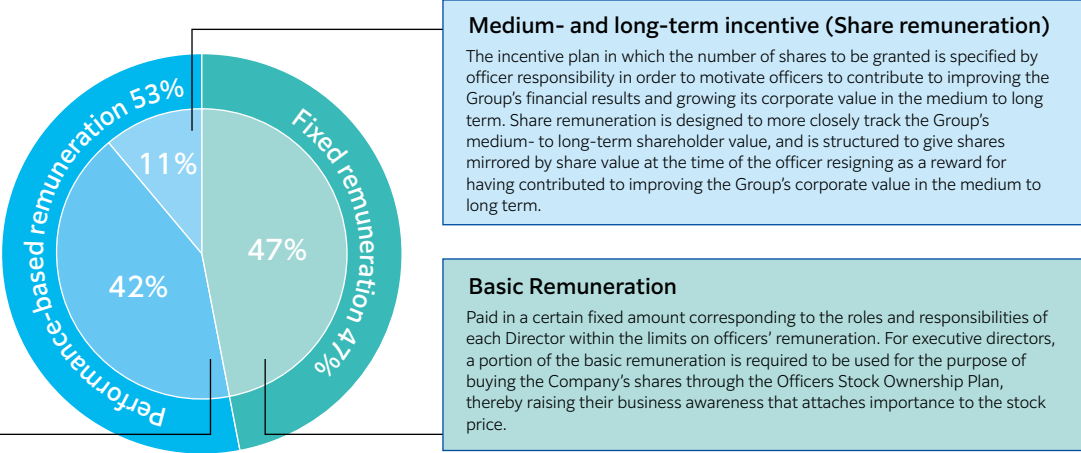 Performance-based remuneration 53%
Fixed remuneration 47%
11%
47%
42%
Medium- and long-term incentive (Share remuneration)
The incentive plan in which the number of shares to be granted is specified by
officer responsibility in order to motivate officers to contribute to improving the
Group's financial results and growing its corporate value in the medium to long
term. Share remuneration is designed to more closely track the Group's
medium- to long-term shareholder value, and is structured to give shares
mirrored by share value at the time of the officer resigning as a reward for
having contributed to improving the Group's corporate value in the medium to
long term.
Basic Remuneration
Paid in a certain fixed amount corresponding to the roles and responsibilities of
each Director within the limits on officers' remuneration. For executive directors,
a portion of the basic remuneration is required to be used for the purpose of
buying the Company's shares through the Officers Stock Ownership Plan,
thereby raising their business awareness that attaches importance to the stock
price.